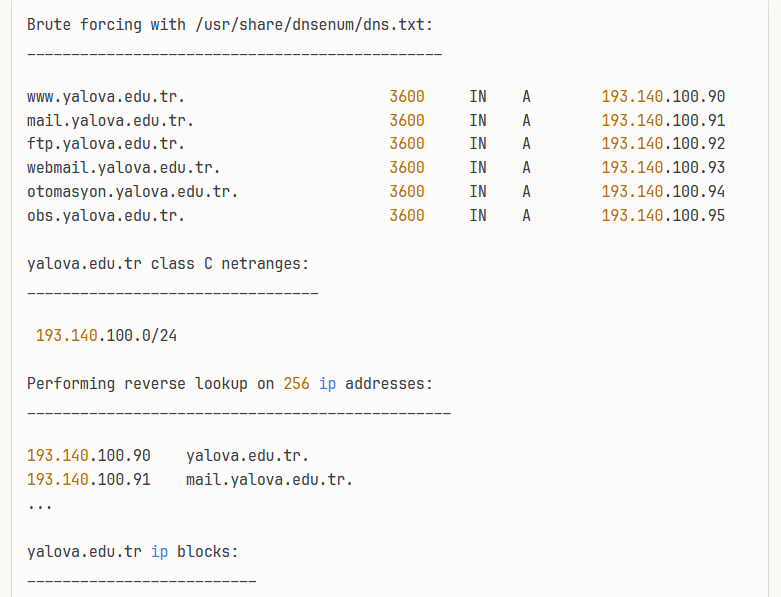 Brute forcing with /usr/share/dnsenum/dns.txt:
_______________________________________________
www.yalova.edu.tr. 3600 IN A 193.140.100.90
mail.yalova.edu.tr. 3600 IN A 193.140.100.91
ftp.yalova.edu.tr. 3600 IN A 193.140.100.92
webmail.yalova.edu.tr. 3600 IN A 193.140.100.93
otomasyon.yalova.edu.tr. 3600 IN A 193.140.100.94
obs.yalova.edu.tr. 3600 IN A 193.140.100.95
yalova.edu.tr class C netranges:
_________________________________
193.140.100.0/24
Performing reverse lookup on 256 ip addresses:
________________________________________________
193.140.100.90 yalova.edu.tr.
193.140.100.91 mail.yalova.edu.tr.
...
yalova.edu.tr ip blocks:
__________________________